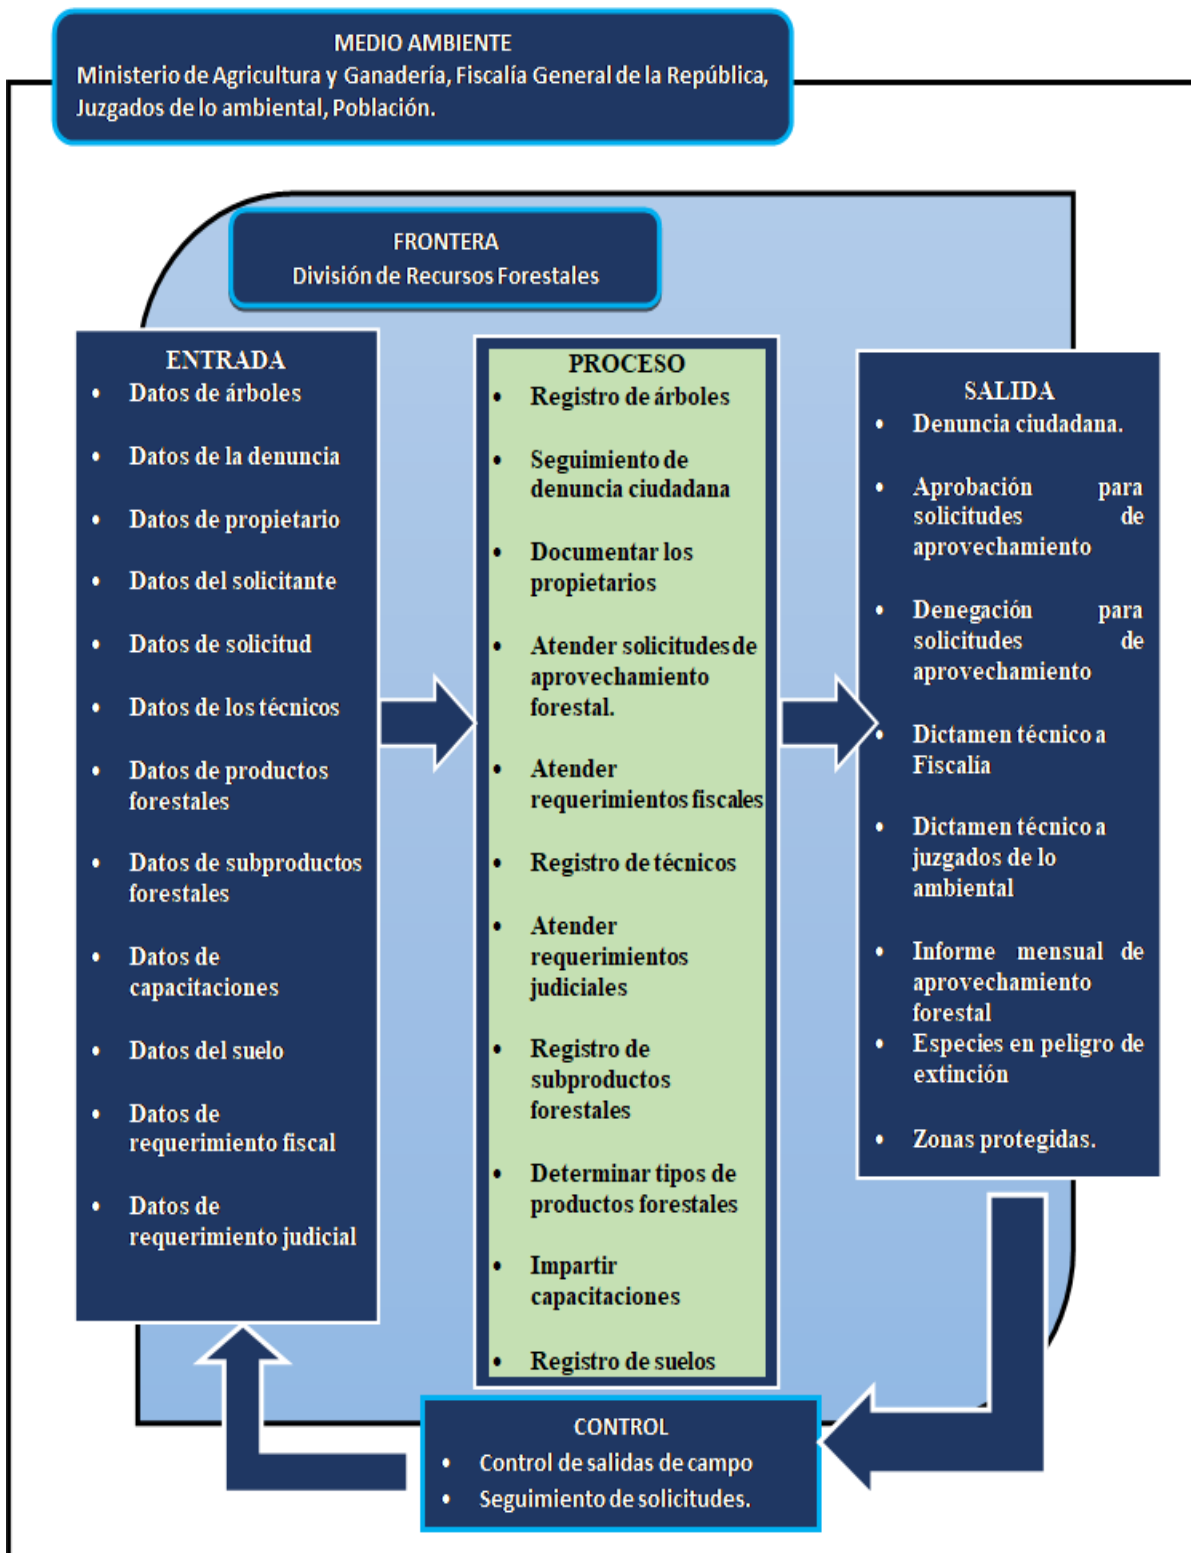 MEDIO AMBIENTE
Ministerio de Agricultura y Ganadería, Fiscalía General de la República,
Juzgados de lo ambiental, Población.
FRONTERA
División de Recursos Forestales
ENTRADA
• Datos de árboles
• Datos de la denuncia
• Datos de propietario
• Datos del solicitante
• Datos de solicitud
• Datos de los técnicos
• Datos de productos
forestales
• Datos de subproductos
forestales
• Datos de
capacitaciones
• Datos del suelo
• Datos de
requerimiento fiscal
• Datos de
requerimiento judicial
PROCESO
• Registro de árboles
• Seguimiento de
denuncia ciudadana
• Documentar los
propietarios
• Atender solicitudes de
aprovechamiento
forestal.
• Atender
requerimientos fiscales
• Registro de técnicos
• Atender
requerimientos
judiciales
• Registro de
subproductos
forestales
• Determinar tipos de
productos forestales
• Impartir
capacitaciones
• Registro de suelos
SALIDA
• Denuncia ciudadana.
• Aprobación para
solicitudes de
aprovechamiento
• Denegación para
solicitudes de
aprovechamiento
• Dictamen técnico a
Fiscalía
• Dictamen técnico a
juzgados de lo
ambiental
• Informe mensual de
aprovechamiento
forestal
• Especies en peligro de
extinción
• Zonas protegidas.
CONTROL
• Control de salidas de campo
• Seguimiento de solicitudes.